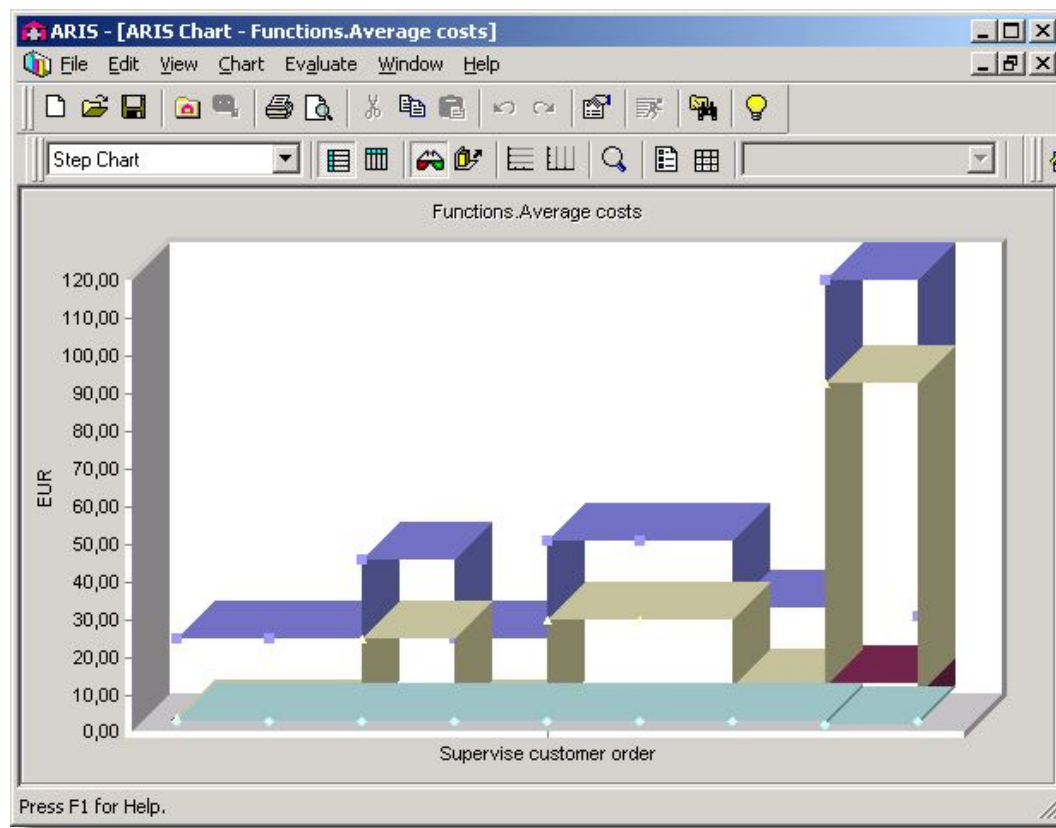 ARIS - [ARIS Chart - Functions.Average costs]
File Edit View Chart Evaluate Window Help
Step Chart
Functions.Average costs
120,00
110,00
100,00
90,00
80,00
70,00
60,00
50,00
40,00
30,00
20,00
10,00
0,00
EUR
Supervise customer order
Press F1 for Help.